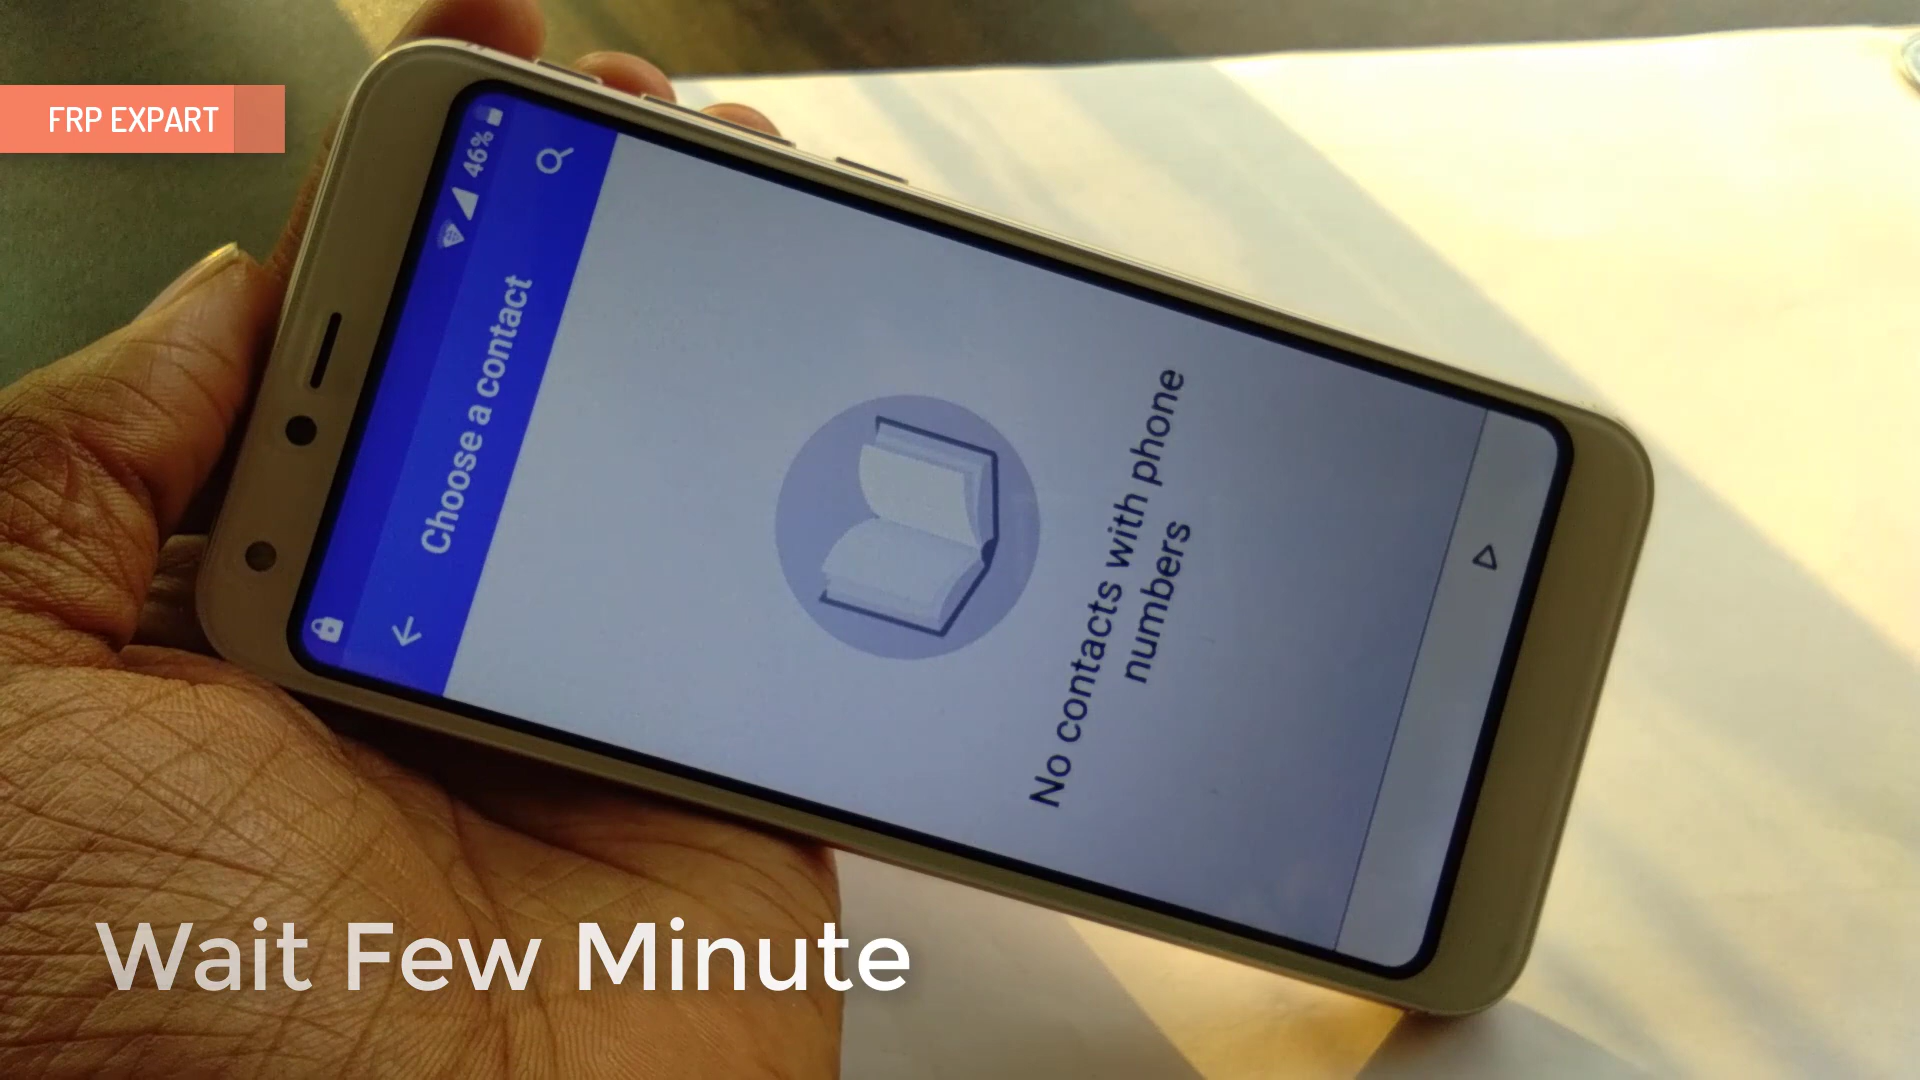 FRP EXPART
46%
Choose a contact
No contacts with phone
numbers
Wait Few Minute